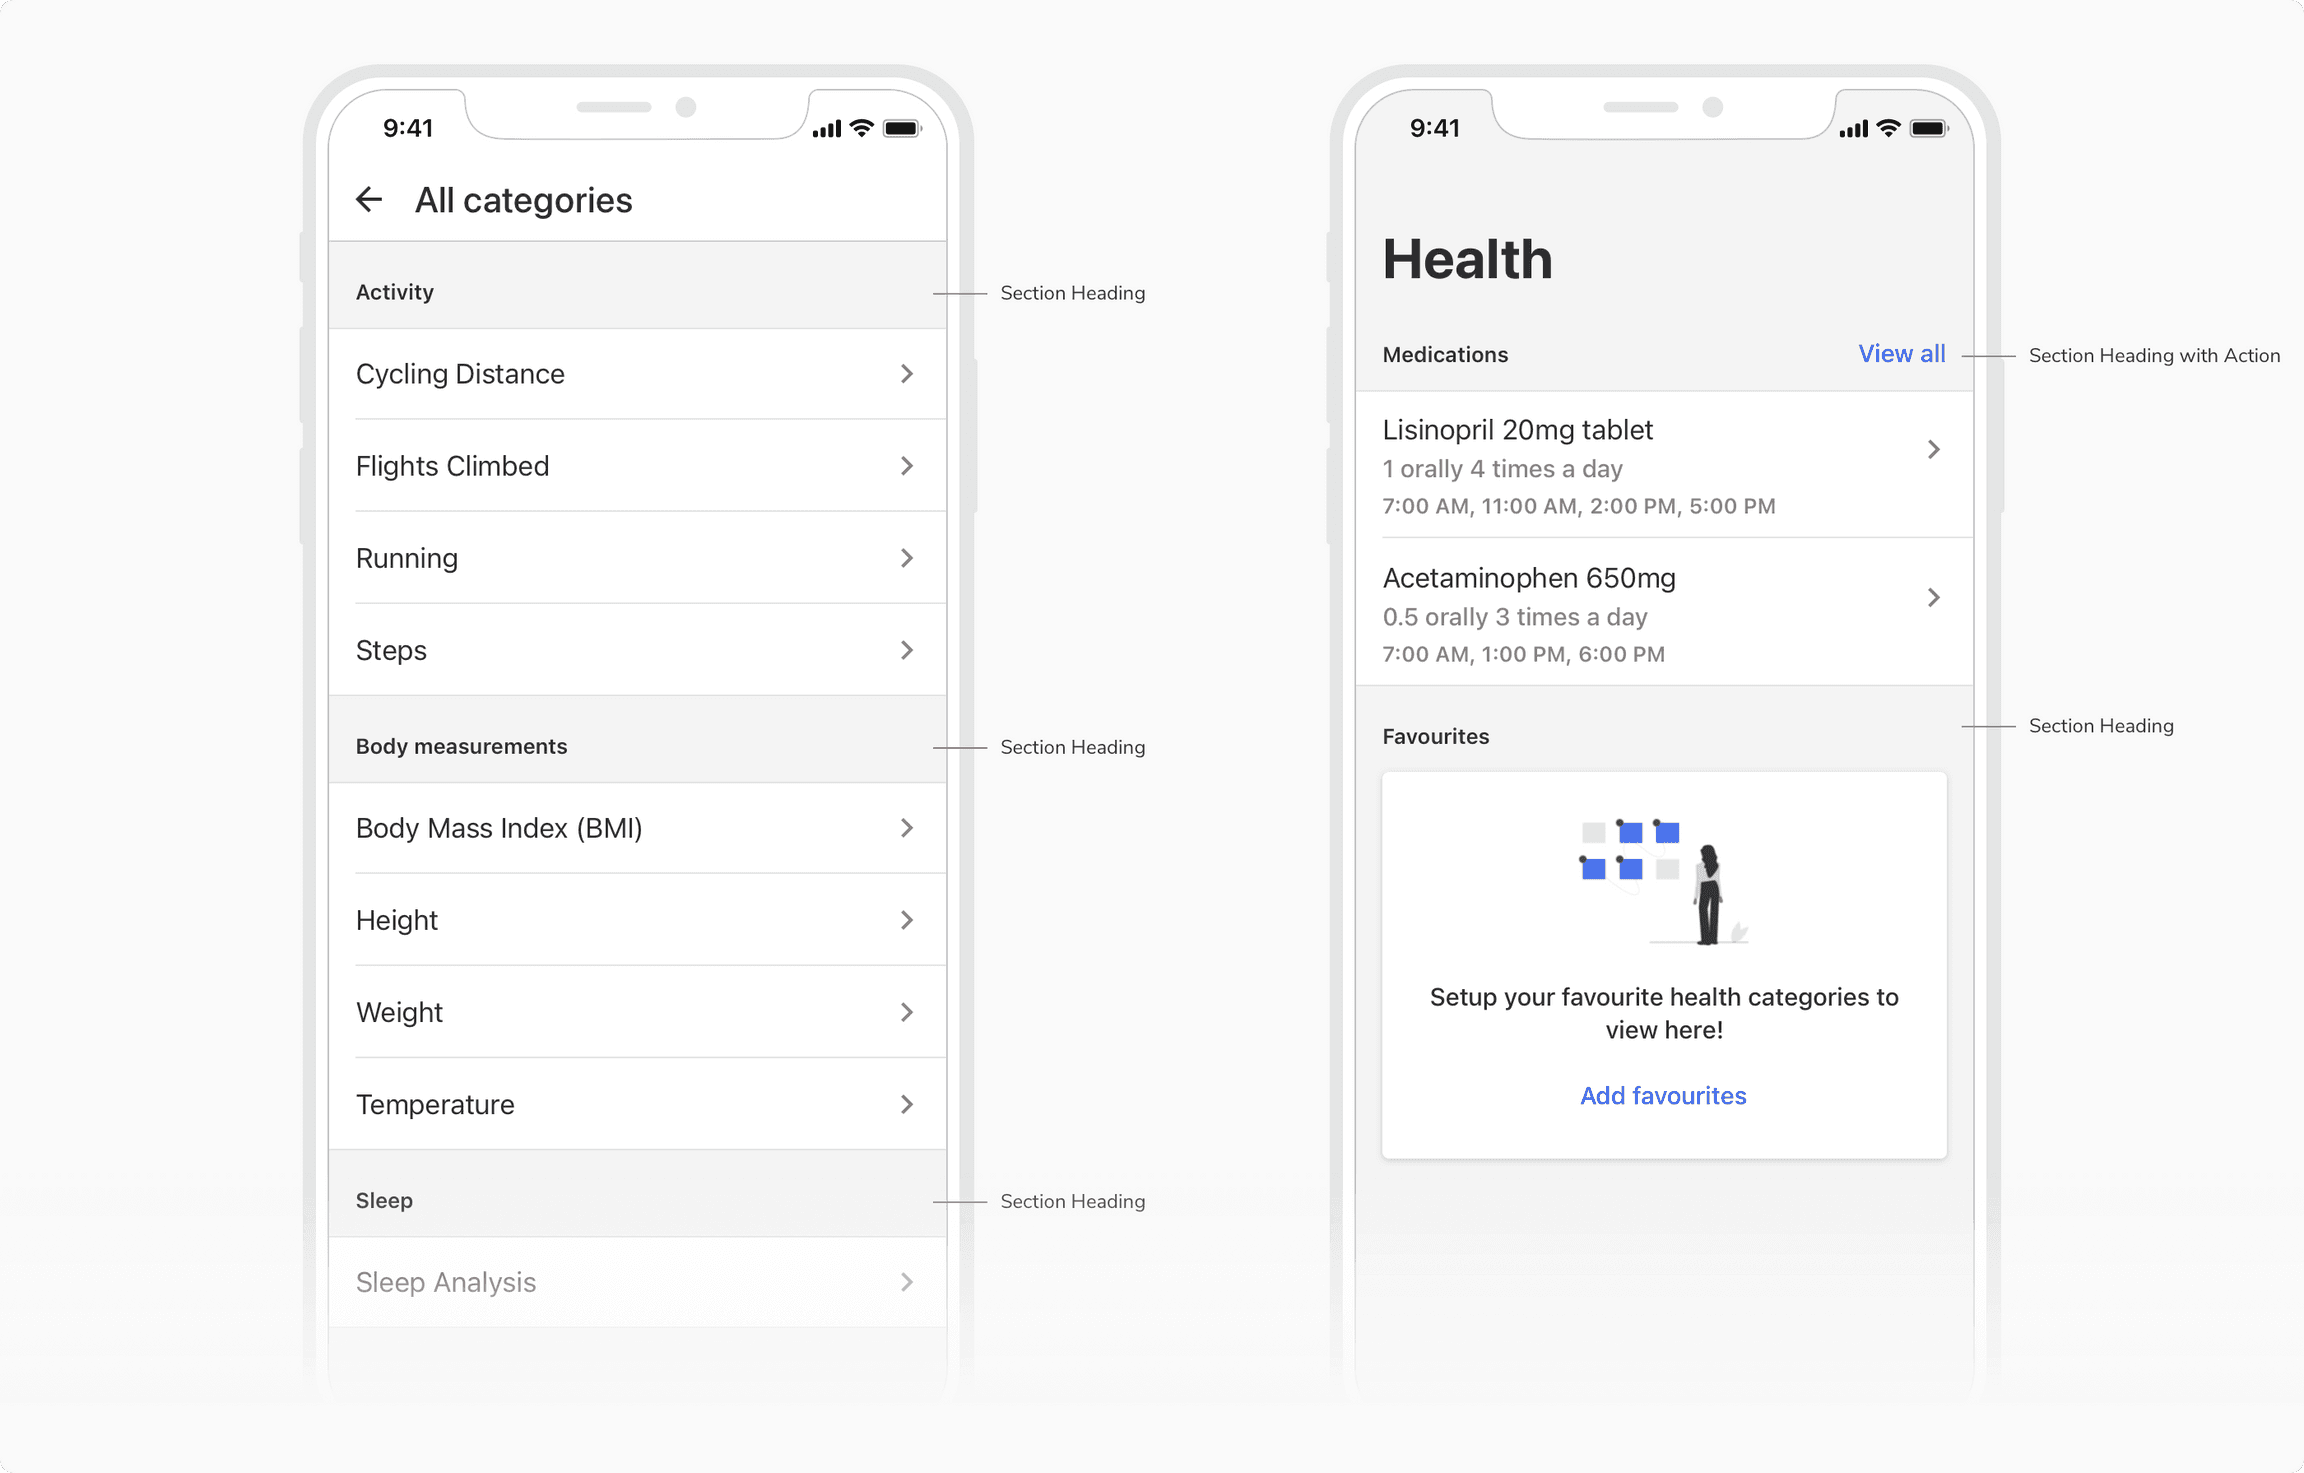 9:41
All categories
Activity
Section Heading
Cycling Distance
Flights Climbed
Running
Steps
Body measurements
Section Heading
Body Mass Index (BMI)
Height
Weight
Temperature
Sleep
Section Heading
Sleep Analysis
9:41
Health
Medications
View all
Section Heading with Action
Lisinopril 20mg tablet
1 orally 4 times a day
7:00 AM, 11:00 AM, 2:00 PM, 5:00 PM
Acetaminophen 650mg
0.5 orally 3 times a day
7:00 AM, 1:00 PM, 6:00 PM
Favourites
Section Heading
Setup your favourite health categories to
view here!
Add favourites